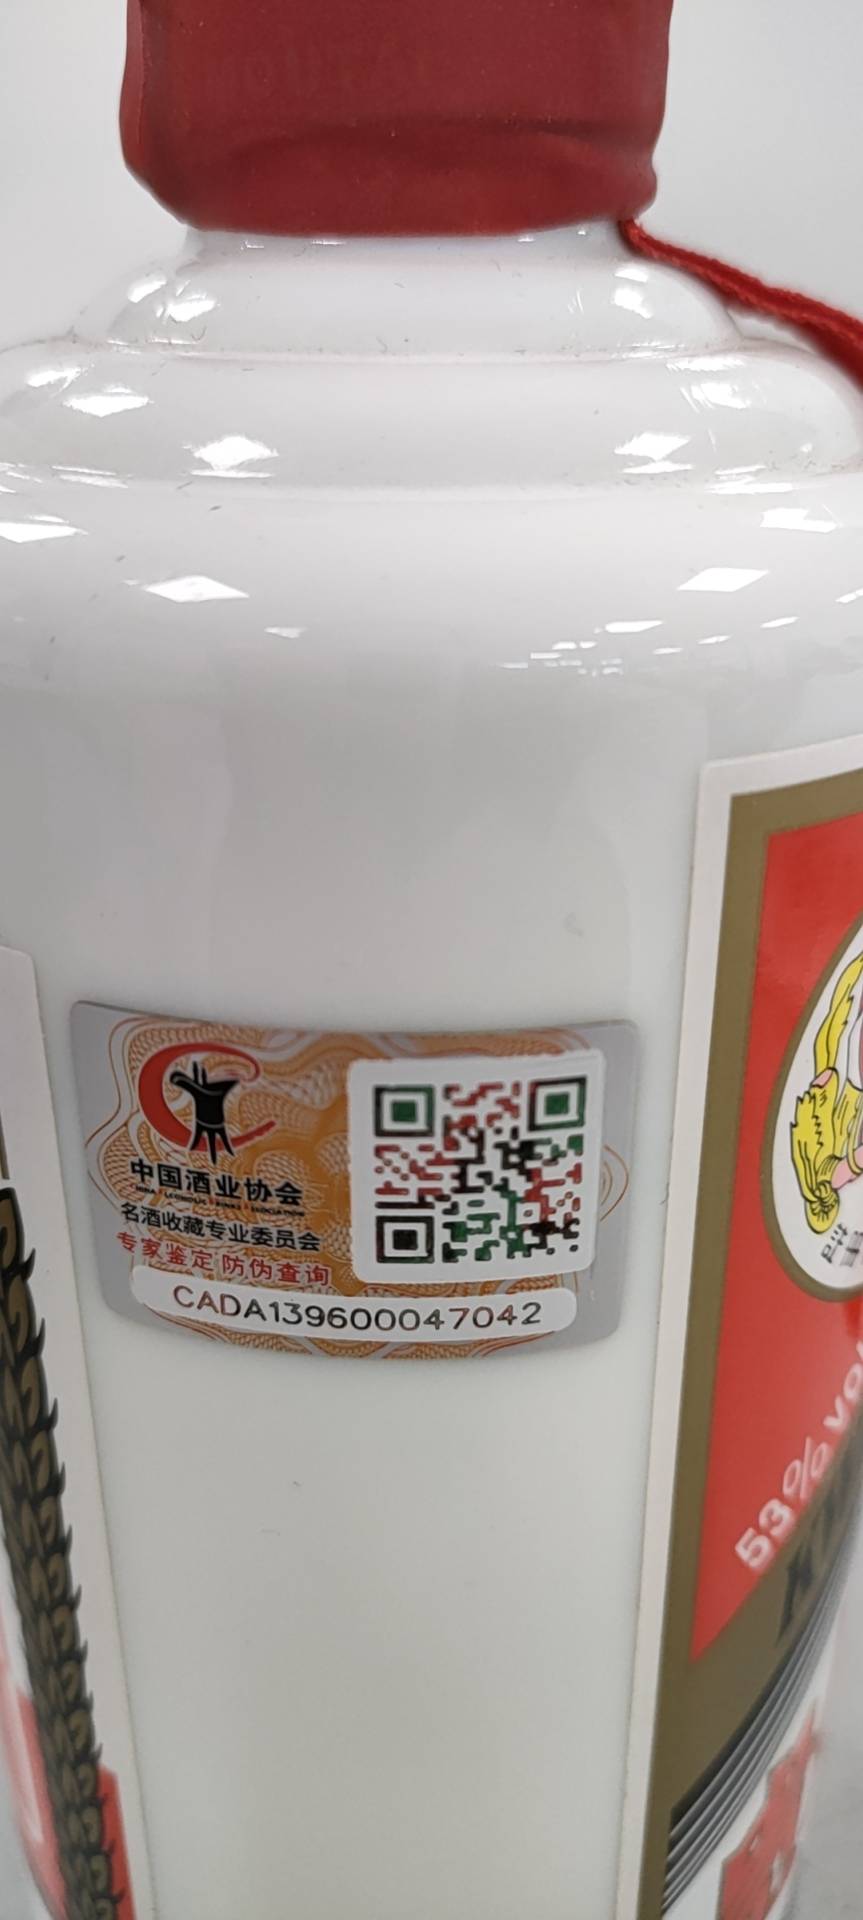 中国酒业协会
名酒收藏专业委员会
专家鉴定 防伪查询
CADA139600047042
53% vol